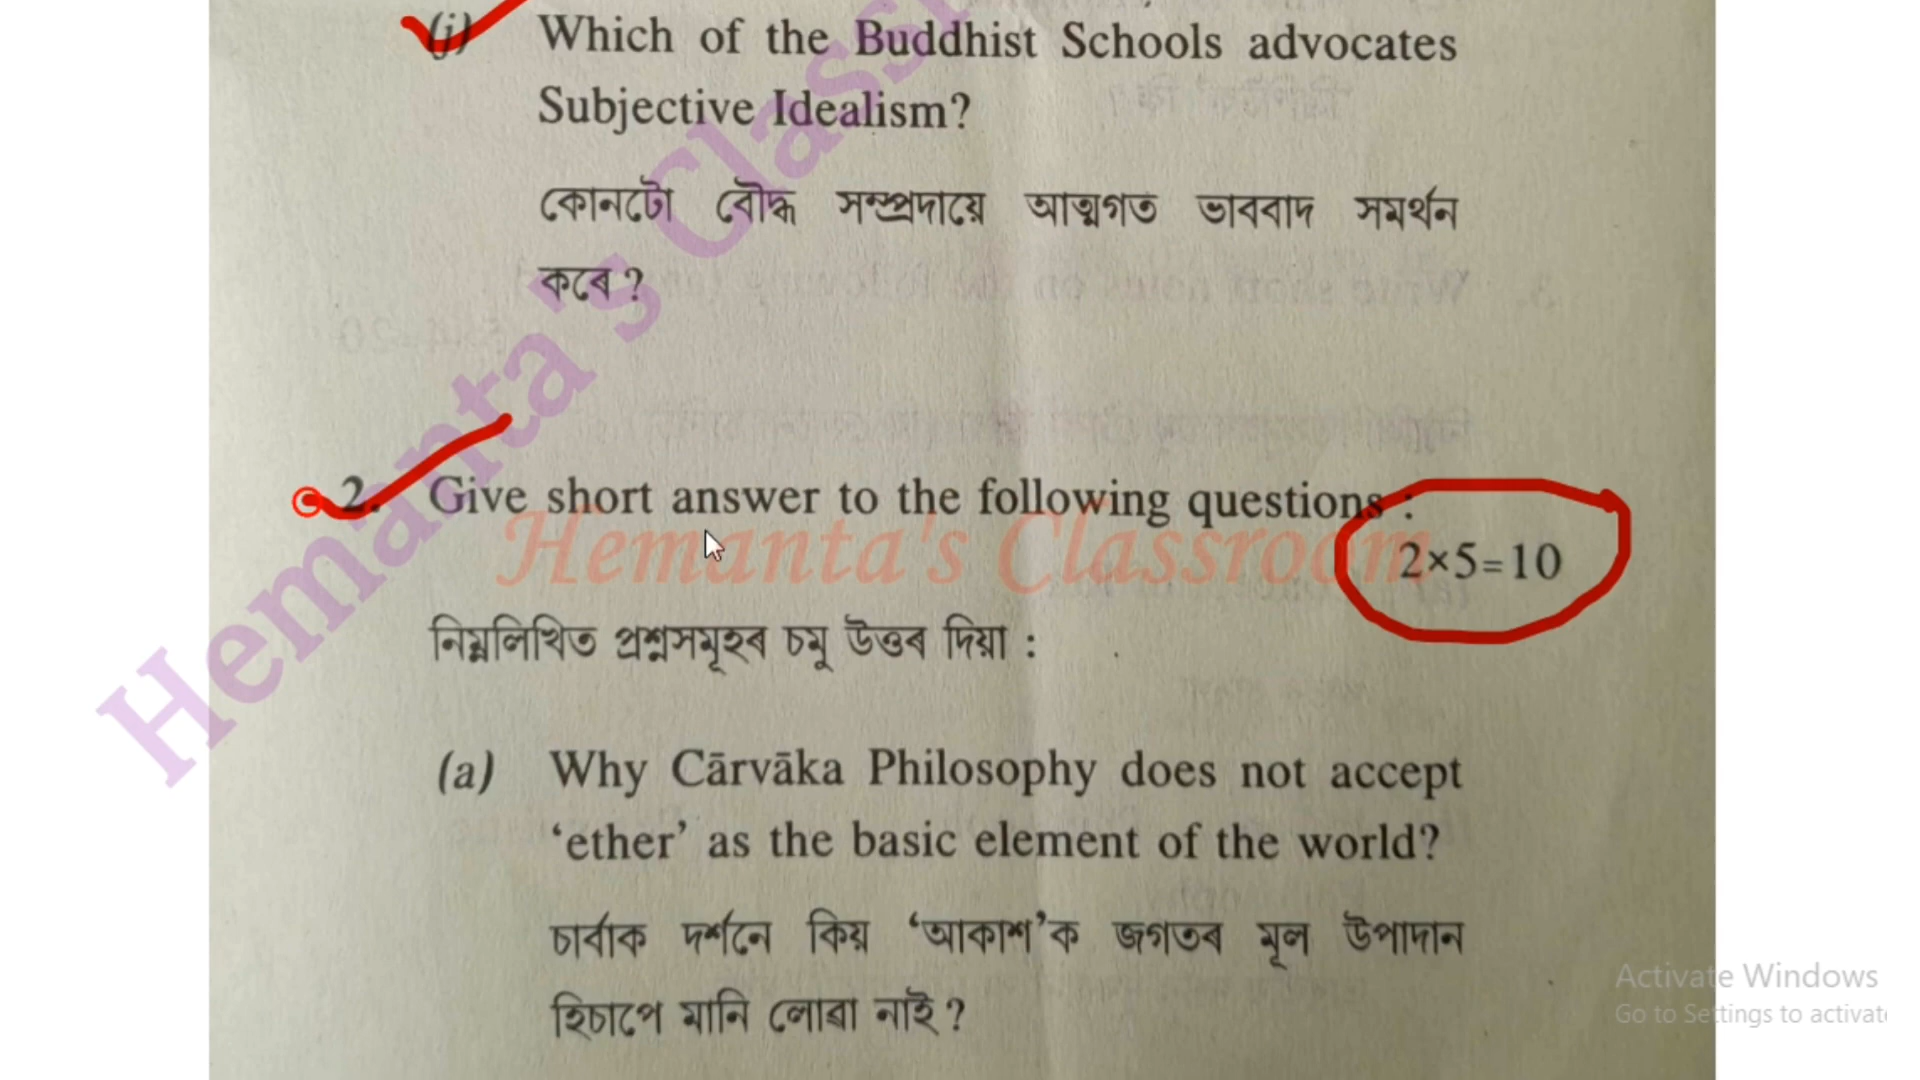 (j) Which of the Buddhist Schools advocates
Subjective Idealism?
কোনটো বৌদ্ধ সম্প্ৰদায়ে আত্মগত ভাববাদ সমৰ্থন
কৰে ?
2. Give short answer to the following questions :
2×5=10
নিম্নলিখিত প্ৰশ্নসমূহৰ চমু উত্তৰ দিয়া :
(a) Why Cārvāka Philosophy does not accept
‘ether’ as the basic element of the world?
চাৰ্বাক দৰ্শনে কিয় ‘আকাশ’ক জগতৰ মূল উপাদান
হিচাপে মানি লোৱা নাই ?
Hemanta's Classroom
Hemanta's Class
Activate Windows
Go to Settings to activat